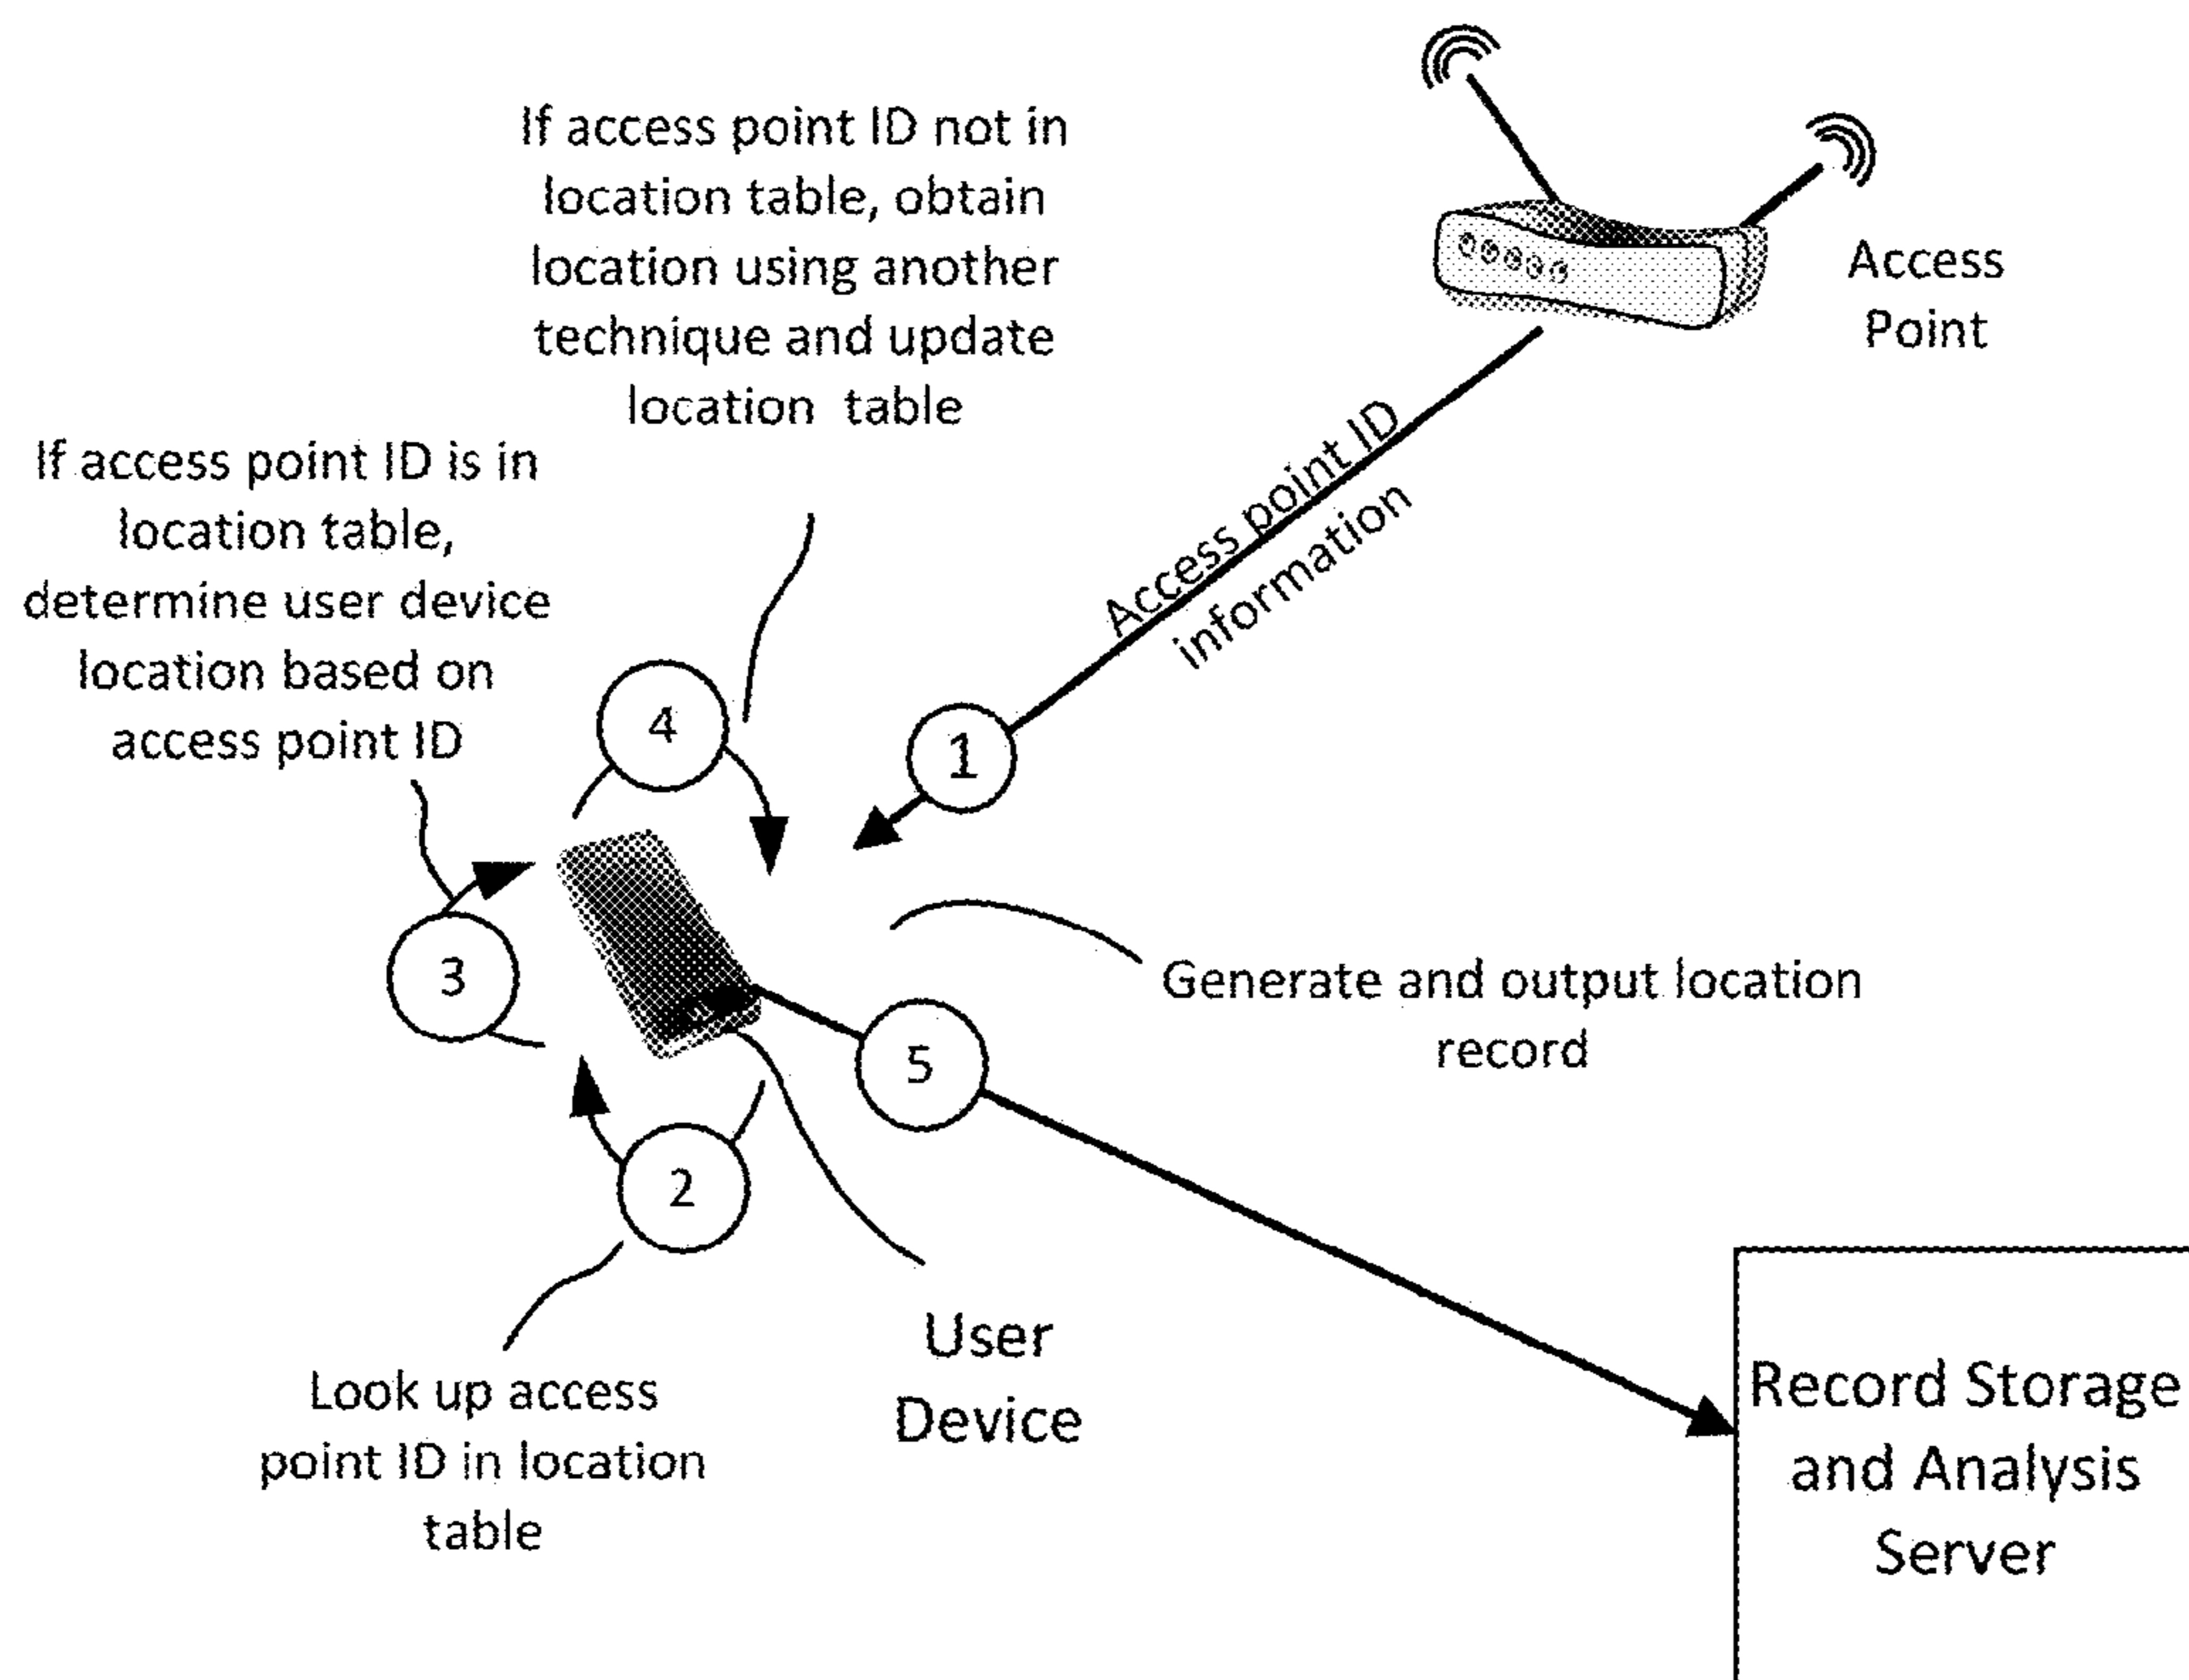 If access point ID not in
location table, obtain
location using another
technique and update
location table
Access
Point
If access point ID is in
location table,
determine user device
location based on
access point ID
Access point ID
information
4
1
3
Generate and output location
record
5
2
User
Device
Look up access
point ID in location
table
Record Storage
and Analysis
Server